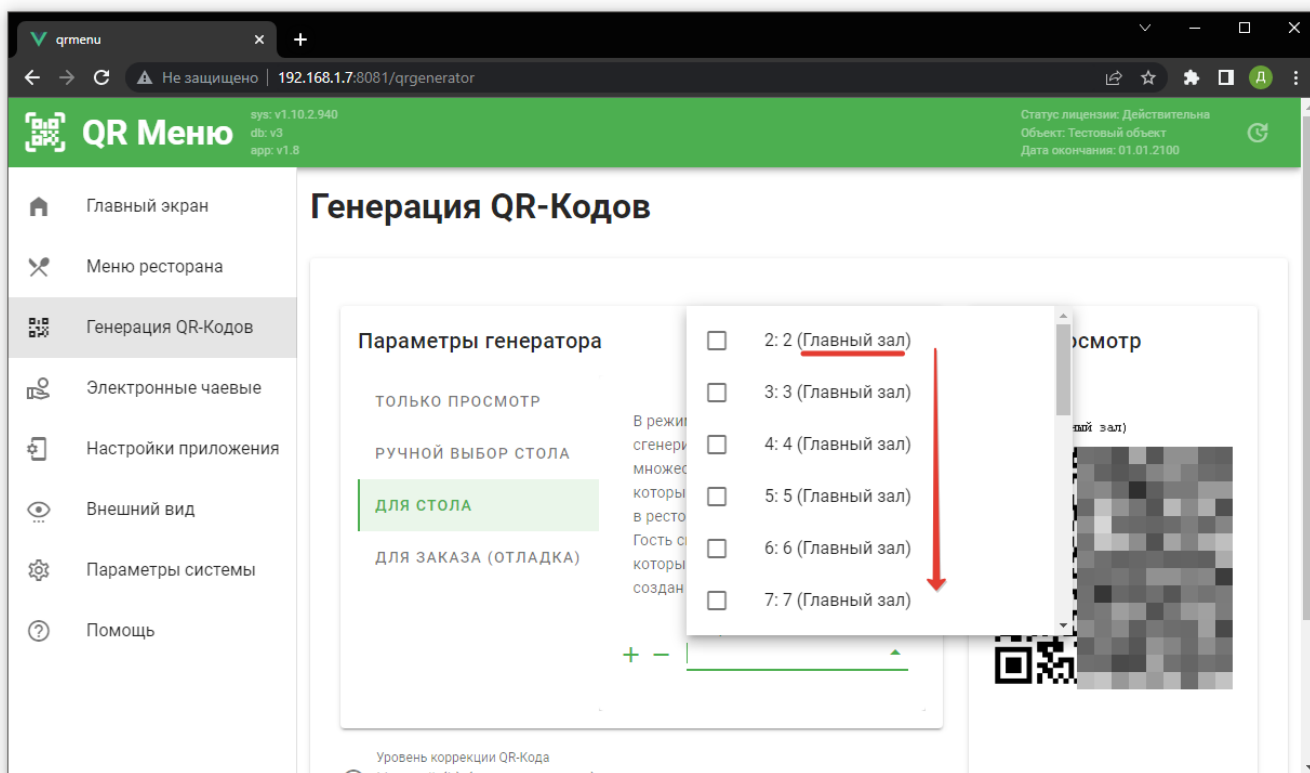 qrmenu
Не защищено | 192.168.1.7:8081/qrgenerator
Д
QR Меню
sys: v1.10.2.940
db: v3
app: v1.8
Статус лицензии: Действительна
Объект: Тестовый объект
Дата окончания: 01.01.2100
Главный экран
Меню ресторана
Генерация QR-Кодов
Электронные чаевые
Настройки приложения
Внешний вид
Параметры системы
Помощь
Генерация QR-Кодов
Параметры генератора
ТОЛЬКО ПРОСМОТР
РУЧНОЙ ВЫБОР СТОЛА
ДЛЯ СТОЛА
ДЛЯ ЗАКАЗА (ОТЛАДКА)
В
сгенери
множес
которы
в ресто
Гость
которы
создан
2: 2 (Главный зал)
3: 3 (Главный зал)
4: 4 (Главный зал)
5: 5 (Главный зал)
6: 6 (Главный зал)
7: 7 (Главный зал)
осмотр
ный зал)
Уровень коррекции QR-Кода